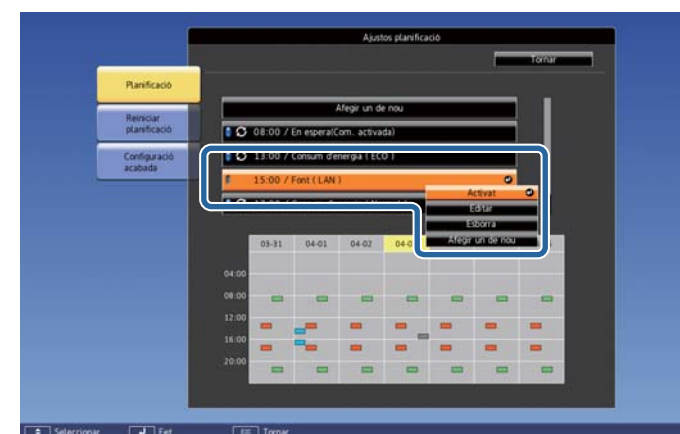 Ajustos planificació
Tornar
Planificació
Reiniciar
planificació
Configuració
acabada
Afegir un de nou
08:00 / En espera(Com. activada)
13:00 / Consum d'energia ( ECO )
15:00 / Font ( LAN )
Activat
Editar
Esborra
Afegir un de nou
03-31 04-01 04-02
04:00
08:00
12:00
16:00
20:00
Seleccionar Fet Tornar